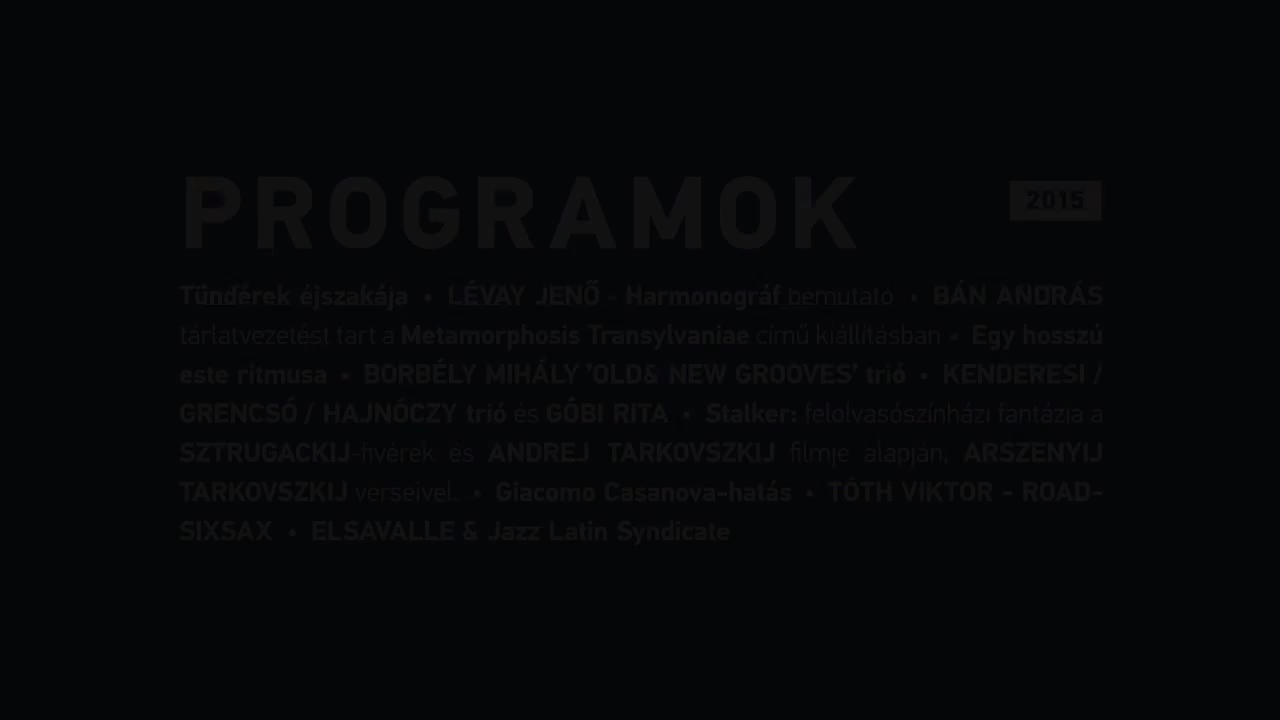 PROGRAMOK 2015
Tündérek éjszakája • LÉVAY JENŐ - Harmonográf bemutató • BÁN ANDRÁS
tárlatvezetést tart a Metamorphosis Transylvaniae című kiállításban • Egy hosszú
este ritmusa • BORBÉLY MIHÁLY 'OLD& NEW GROOVES' trió • KENDERESI /
GRENCSÓ / HAJNÓCZY trió és GÓBI RITA • Stalker: felolvasószínházi fantázia a
SZTRUGACKIJ-fivérek és ANDREJ TARKOVSZKIJ filmje alapján, ARSZENYIJ
TARKOVSZKIJ verseivel. • Giacomo Casanova-hatás • TÓTH VIKTOR - ROAD-
SIXSAX • ELSAVALLE & Jazz Latin Syndicate